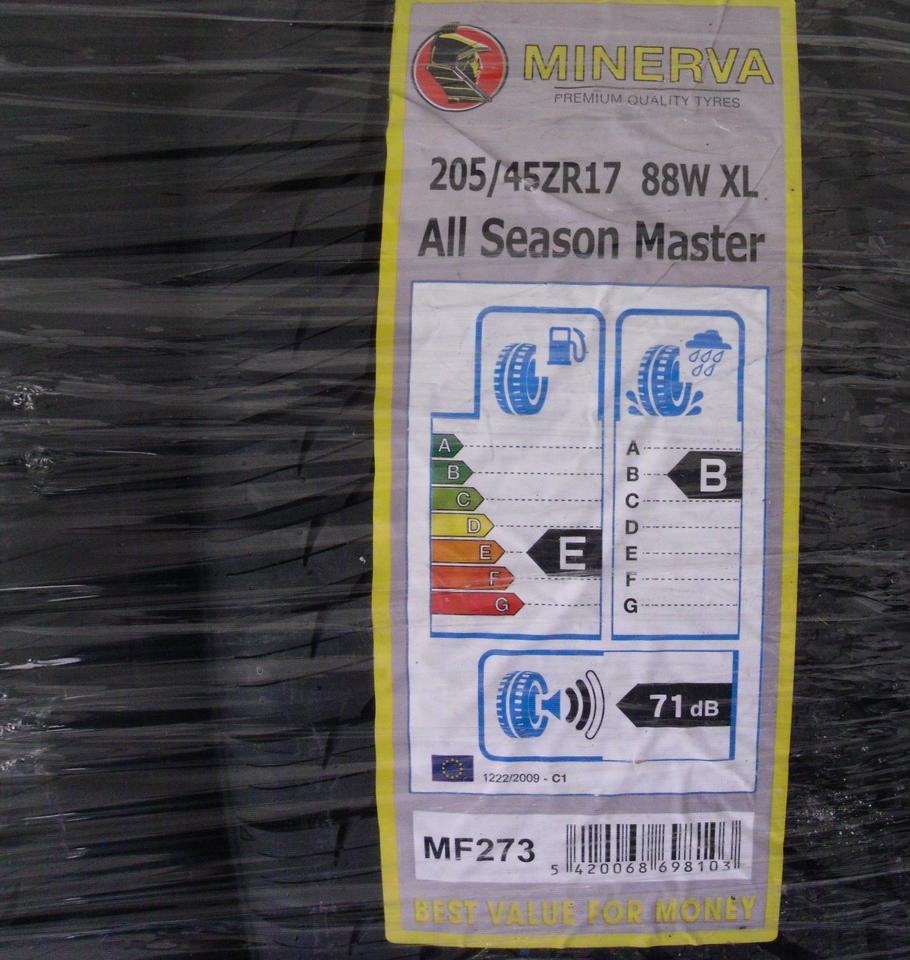 MINERVA
PREMIUM QUALITY TYRES
205/45ZR17 88W XL
All Season Master
A
B
C
D
E
F
G
E
A
B
C
D
E
F
G
B
71 dB
1222/2009 - C1
MF273
5 420068 698103
BEST VALUE FOR MONEY